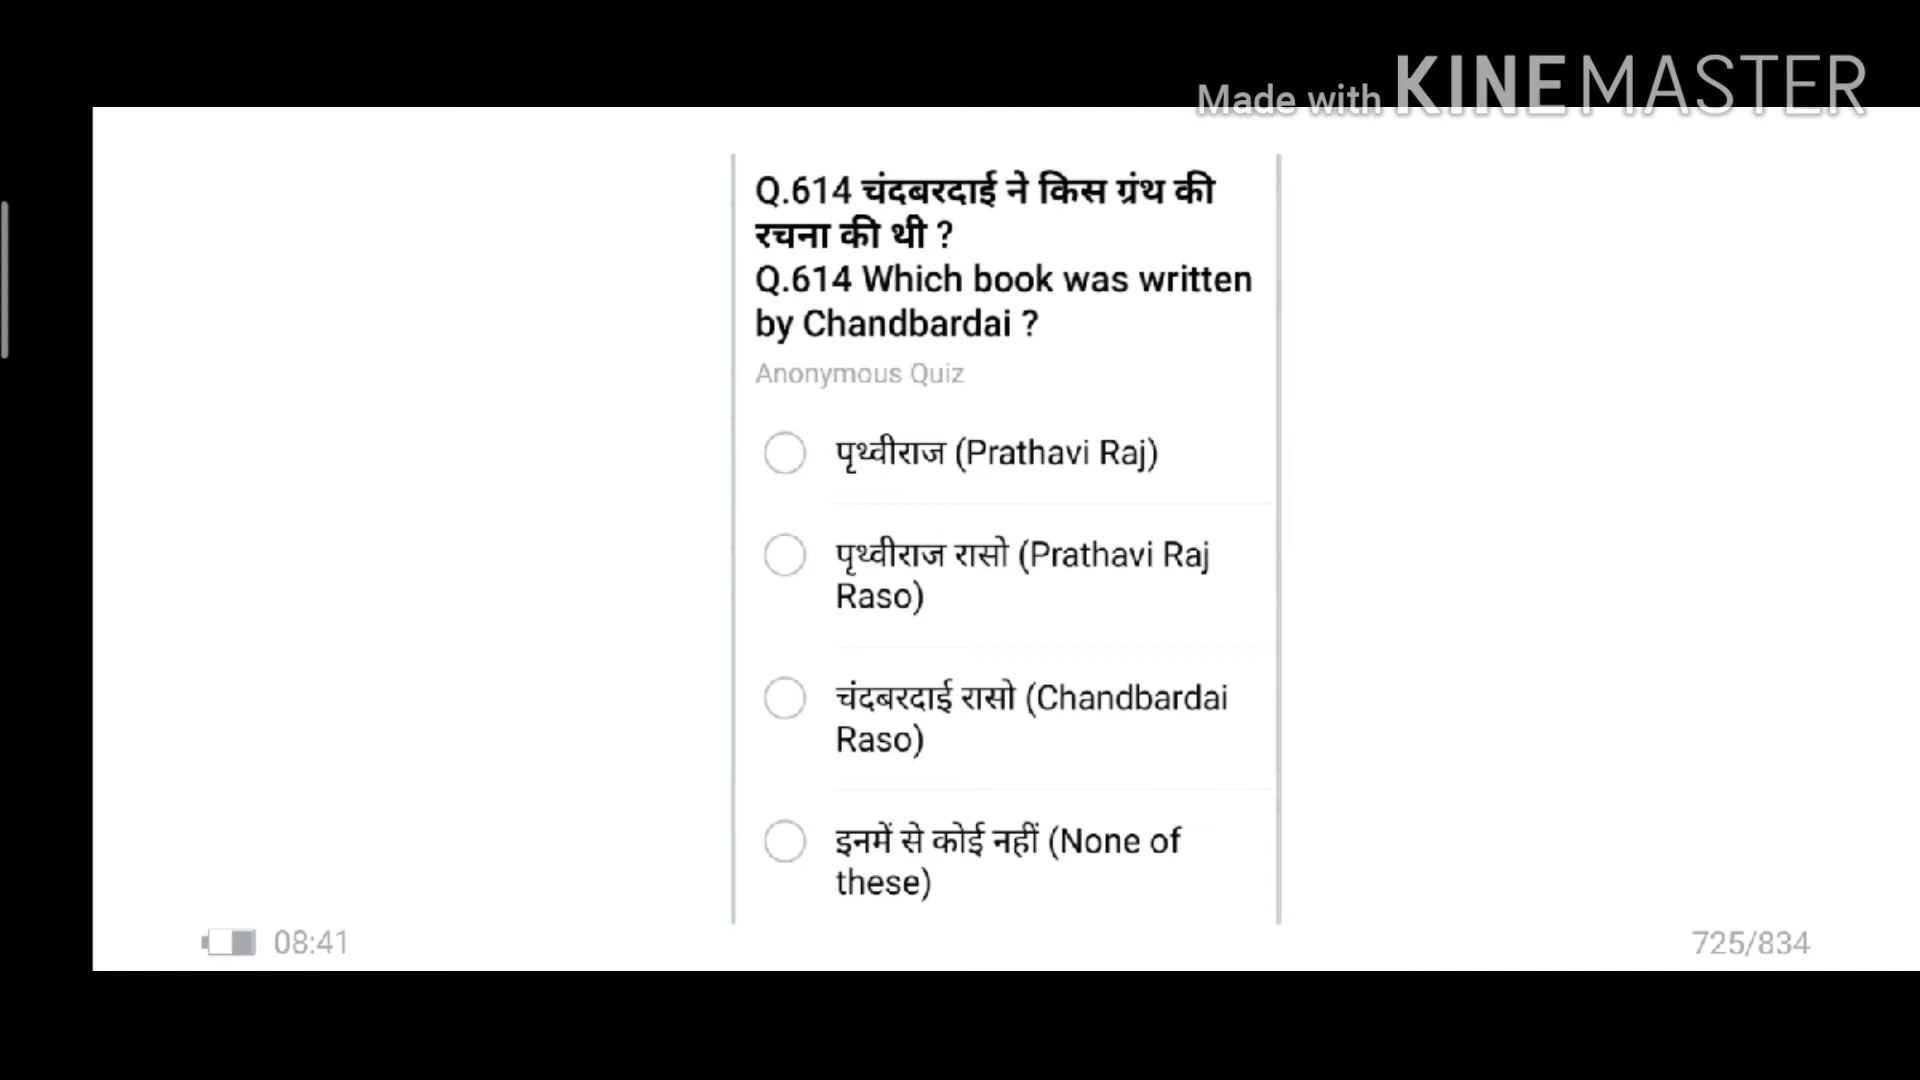 Made with KINEMASTER
Q.614 चंदबरदाई ने किस ग्रंथ की
रचना की थी ?
Q.614 Which book was written
by Chandbardai ?
Anonymous Quiz
पृथ्वीराज (Prathavi Raj)
पृथ्वीराज रासो (Prathavi Raj
Raso)
चंदबरदाई रासो (Chandbardai
Raso)
इनमें से कोई नहीं (None of
these)
08:41
725/834